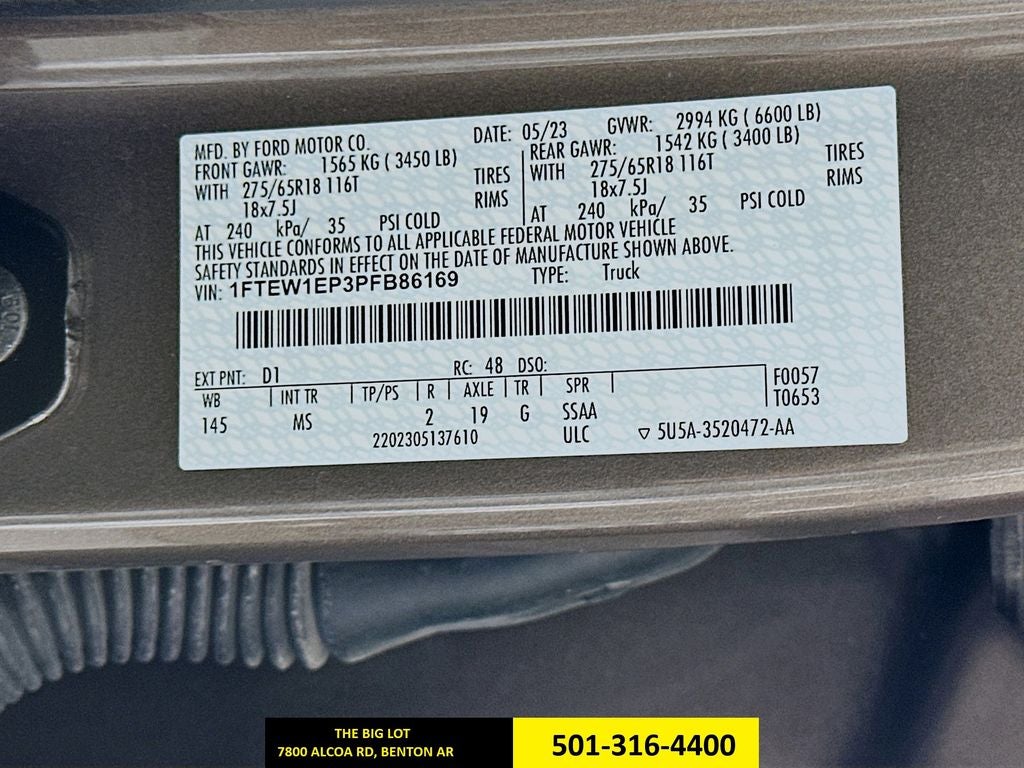 MFD. BY FORD MOTOR CO. DATE: 05/23 GVWR: 2994 KG ( 6600 LB)
FRONT GAWR: 1565 KG ( 3450 LB) REAR GAWR: 1542 KG ( 3400 LB)
WITH 275/65R18 116T TIRES WITH 275/65R18 116T TIRES
18x7.5J RIMS 18x7.5J RIMS
AT 240 kPa/ 35 PSI COLD AT 240 kPa/ 35 PSI COLD
THIS VEHICLE CONFORMS TO ALL APPLICABLE FEDERAL MOTOR VEHICLE
SAFETY STANDARDS IN EFFECT ON THE DATE OF MANUFACTURE SHOWN ABOVE.
VIN: 1FTEW1EP3PFB86169 TYPE: Truck
EXT PNT: D1 RC: 48 DSO:
WB INT TR TP/PS R AXLE TR SPR F0057
145 MS 2 19 G SSAA T0653
2202305137610 ULC ▽ 5U5A-3520472-AA
THE BIG LOT
7800 ALCOA RD, BENTON AR
501-316-4400